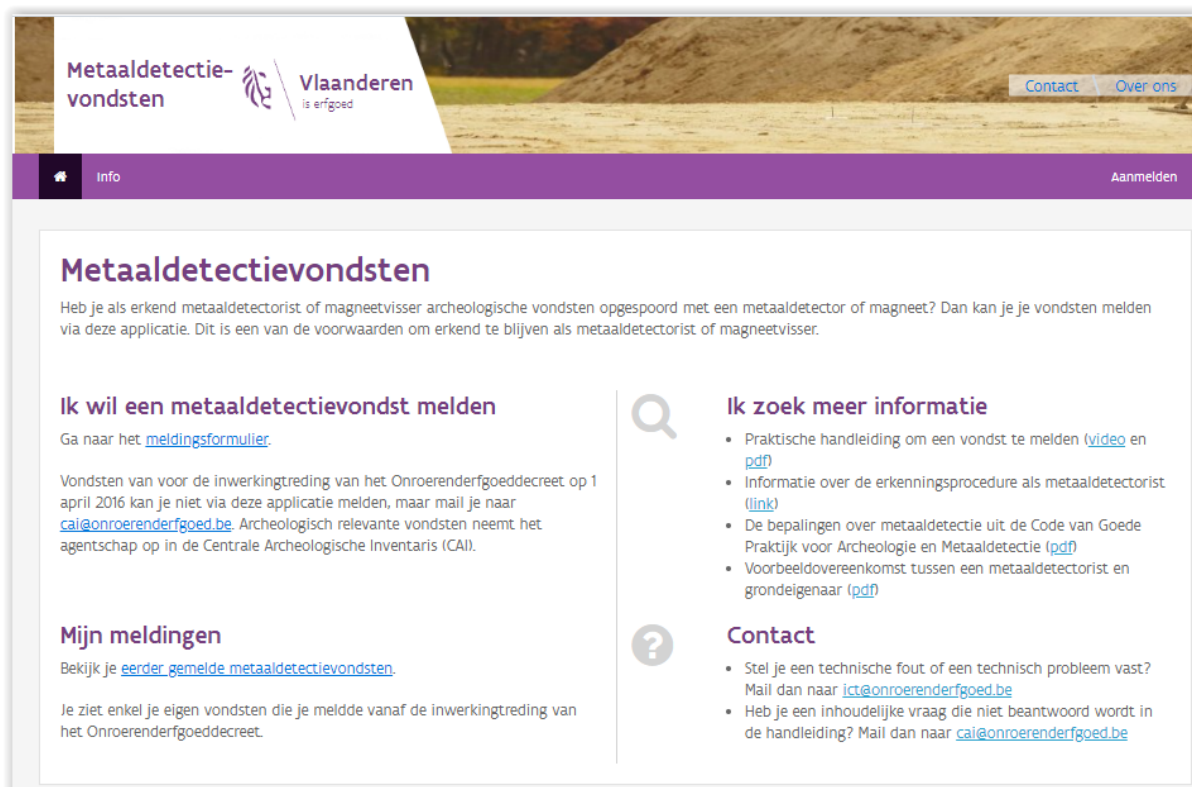 Metaaldetectie-
vondsten
Vlaanderen
is erfgoed
Contact
Over ons
Info
Aanmelden
Metaaldetectievondsten
Heb je als erkend metaaldetectorist of magneetvisser archeologische vondsten opgespoord met een metaaldetector of magneet? Dan kan je je vondsten melden
via deze applicatie. Dit is een van de voorwaarden om erkend te blijven als metaaldetectorist of magneetvisser.
Ik wil een metaaldetectievondst melden
Ga naar het meldingsformulier.
Vondsten van voor de inwerkingtreding van het Onroerenderfgoeddecreet op 1
april 2016 kan je niet via deze applicatie melden, maar mail je naar
cai@onroerenderfgoed.be. Archeologisch relevante vondsten neemt het
agentschap op in de Centrale Archeologische Inventaris (CAI).
Ik zoek meer informatie
• Praktische handleiding om een vondst te melden (video en
pdf)
• Informatie over de erkenningsprocedure als metaaldetectorist
(link)
• De bepalingen over metaaldetectie uit de Code van Goede
Praktijk voor Archeologie en Metaaldetectie (pdf)
• Voorbeeldovereenkomst tussen een metaaldetectorist en
grondeigenaar (pdf)
Mijn meldingen
Bekijk je eerder gemelde metaaldetectievondsten.
Je ziet enkel je eigen vondsten die je meldde vanaf de inwerkingtreding van
het Onroerenderfgoeddecreet.
Contact
• Stel je een technische fout of een technisch probleem vast?
Mail dan naar ict@onroerenderfgoed.be
• Heb je een inhoudelijke vraag die niet beantwoord wordt in
de handleiding? Mail dan naar cai@onroerenderfgoed.be